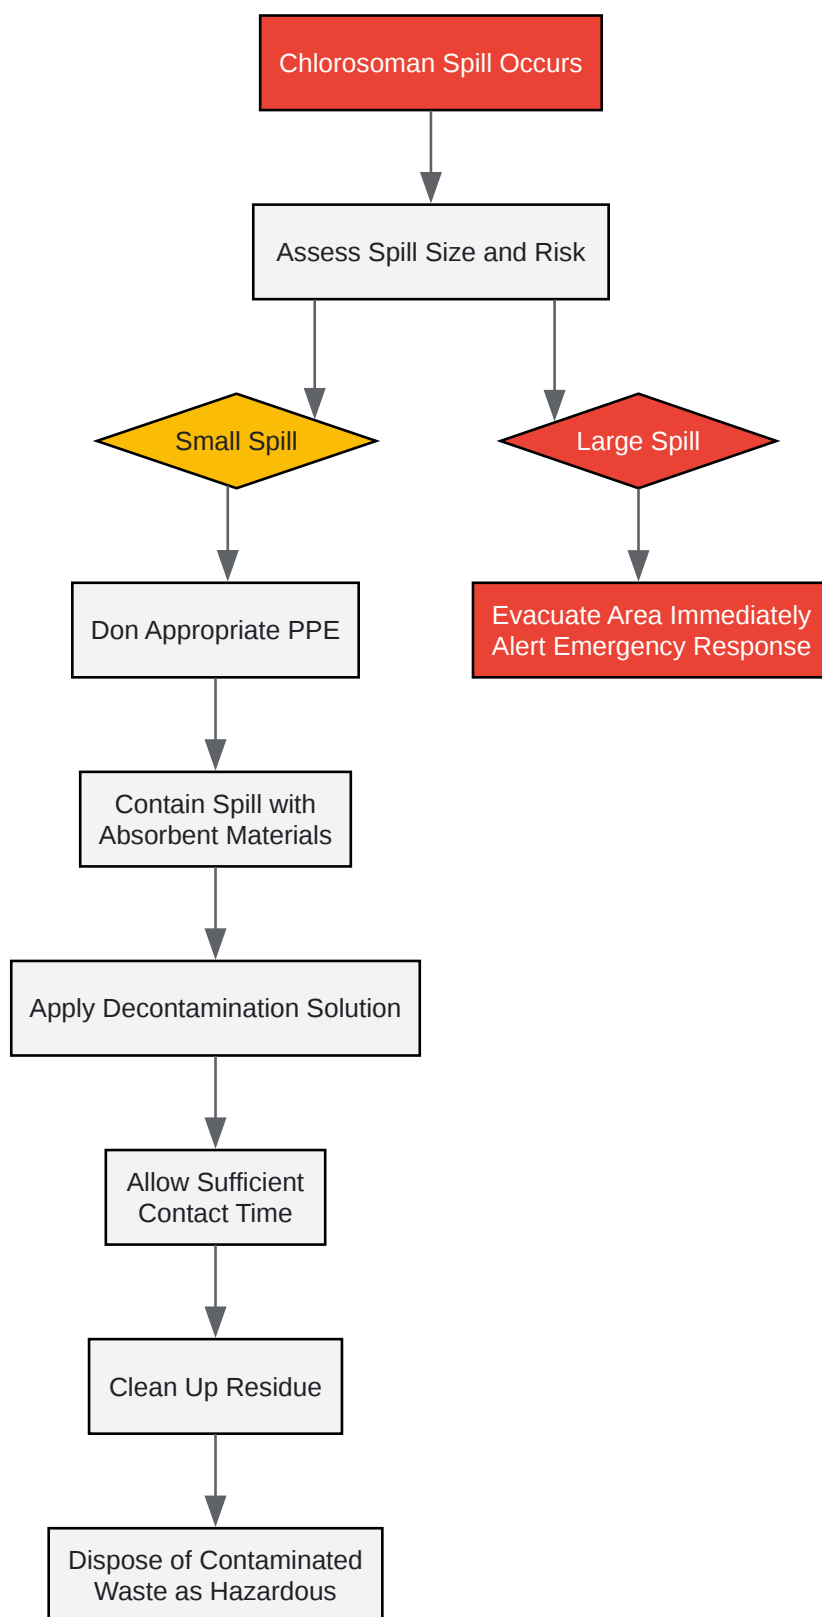 Chlorosoman Spill Occurs
Assess Spill Size and Risk
Small Spill
Large Spill
Don Appropriate PPE
Evacuate Area Immediately
Alert Emergency Response
Contain Spill with
Absorbent Materials
Apply Decontamination Solution
Allow Sufficient
Contact Time
Clean Up Residue
Dispose of Contaminated
Waste as Hazardous